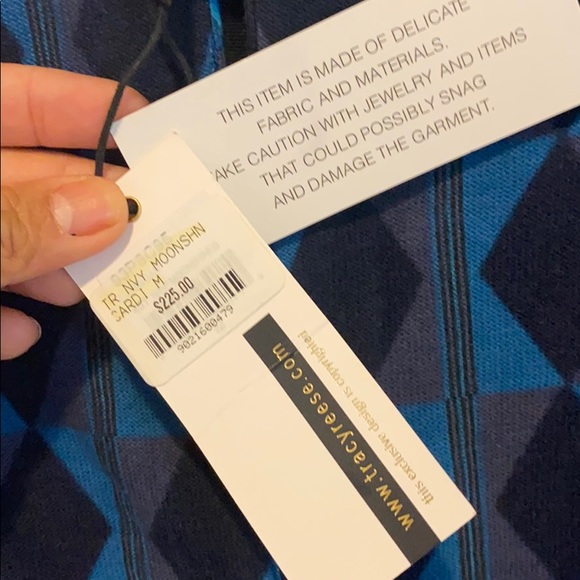 THIS ITEM IS MADE OF DELICATE
FABRIC AND MATERIALS.
TAKE CAUTION WITH JEWELRY AND ITEMS
THAT COULD POSSIBLY SNAG
AND DAMAGE THE GARMENT.
TR NVY MOONSHN
CARDI M
$225.00
9021600479
www.tracyreese.com
this exclusive design is copyrighted